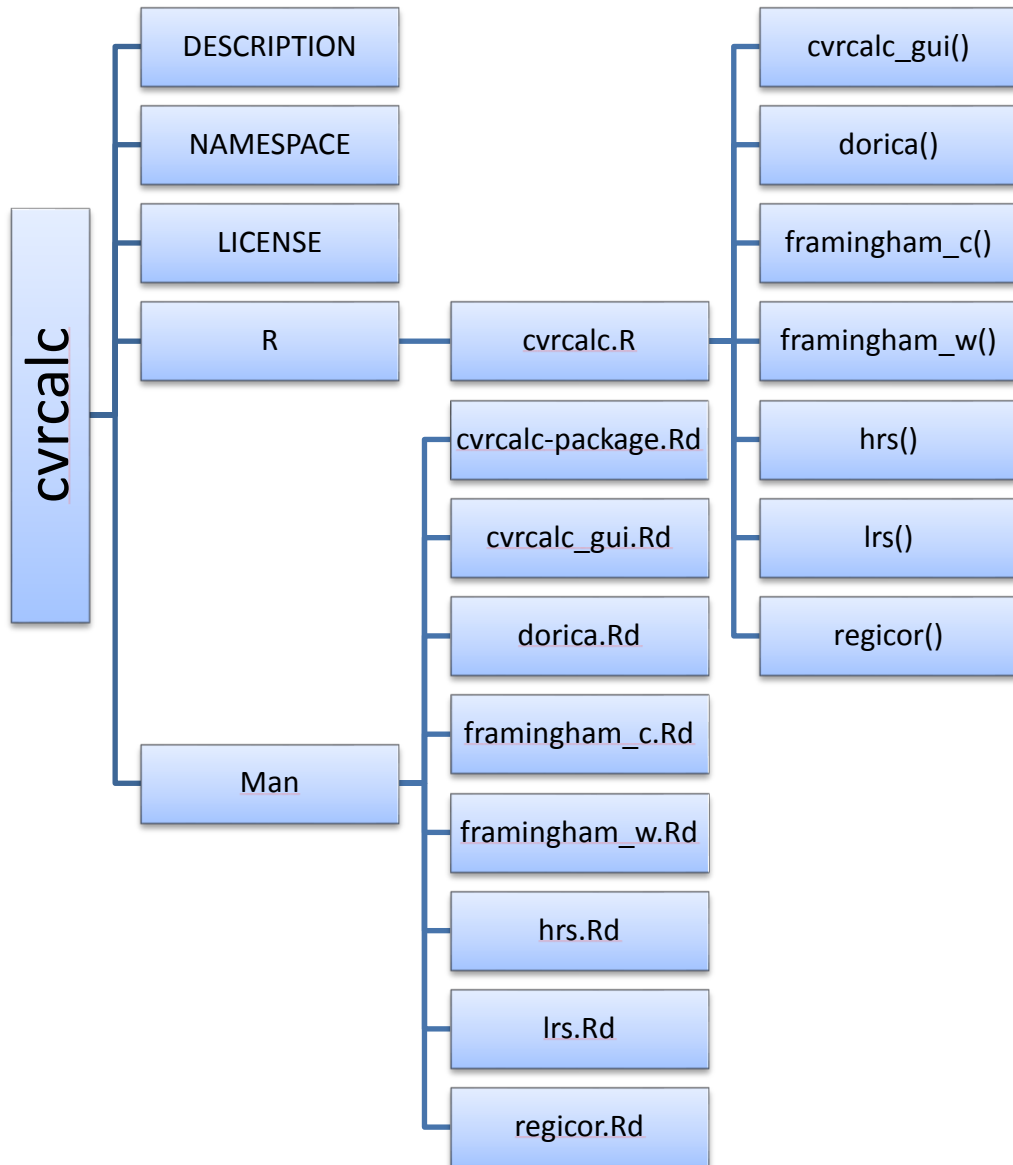 cvrcalc
DESCRIPTION
NAMESPACE
LICENSE
R
cvrcalc.R
cvrcalc_gui()
dorica()
framingham_c()
framingham_w()
hrs()
lrs()
regicor()
Man
cvrcalc-package.Rd
cvrcalc_gui.Rd
dorica.Rd
framingham_c.Rd
framingham_w.Rd
hrs.Rd
lrs.Rd
regicor.Rd